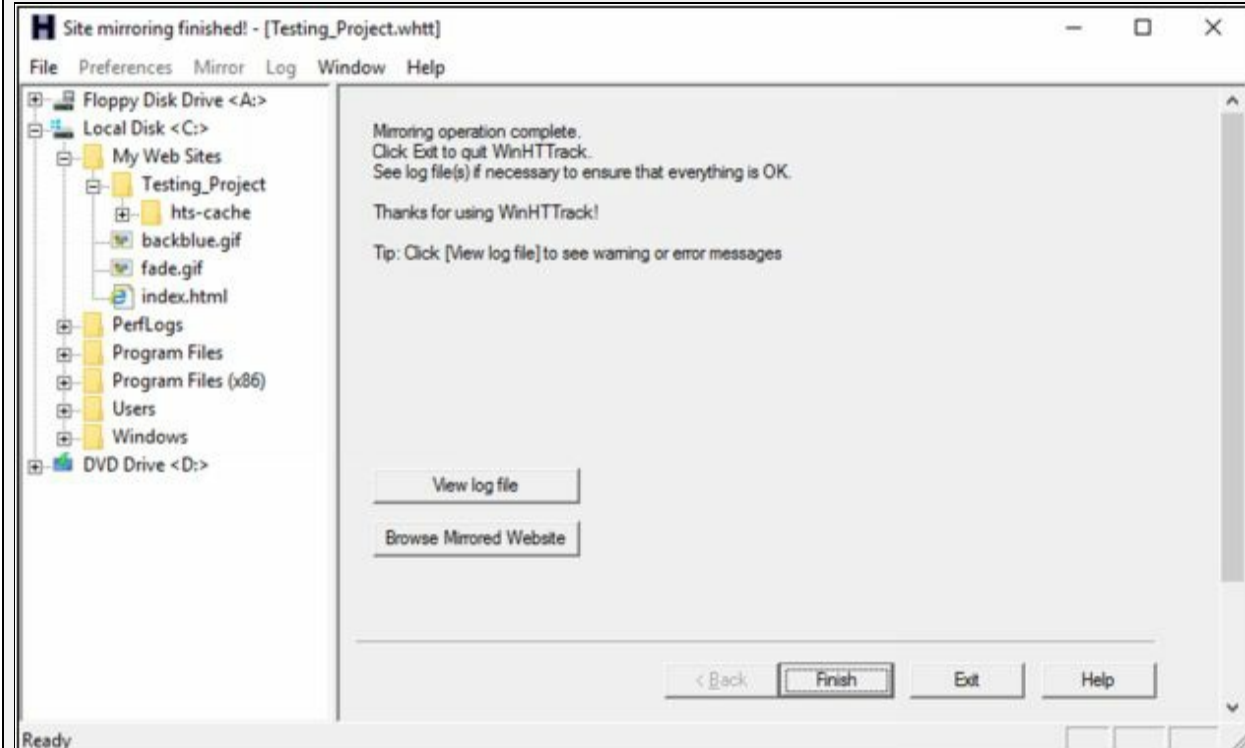 Site mirroring finished! - [Testing_Project.whtt]
File Preferences Mirror Log Window Help
Floppy Disk Drive <A:>
Local Disk <C:>
My Web Sites
Testing_Project
hts-cache
backblue.gif
fade.gif
index.html
PerfLogs
Program Files
Program Files (x86)
Users
Windows
DVD Drive <D:>
Mirroring operation complete.
Click Exit to quit WinHTTrack.
See log file(s) if necessary to ensure that everything is OK.
Thanks for using WinHTTrack!
Tip: Click [View log file] to see warning or error messages
View log file
Browse Mirrored Website
< Back Finish Exit Help
Ready